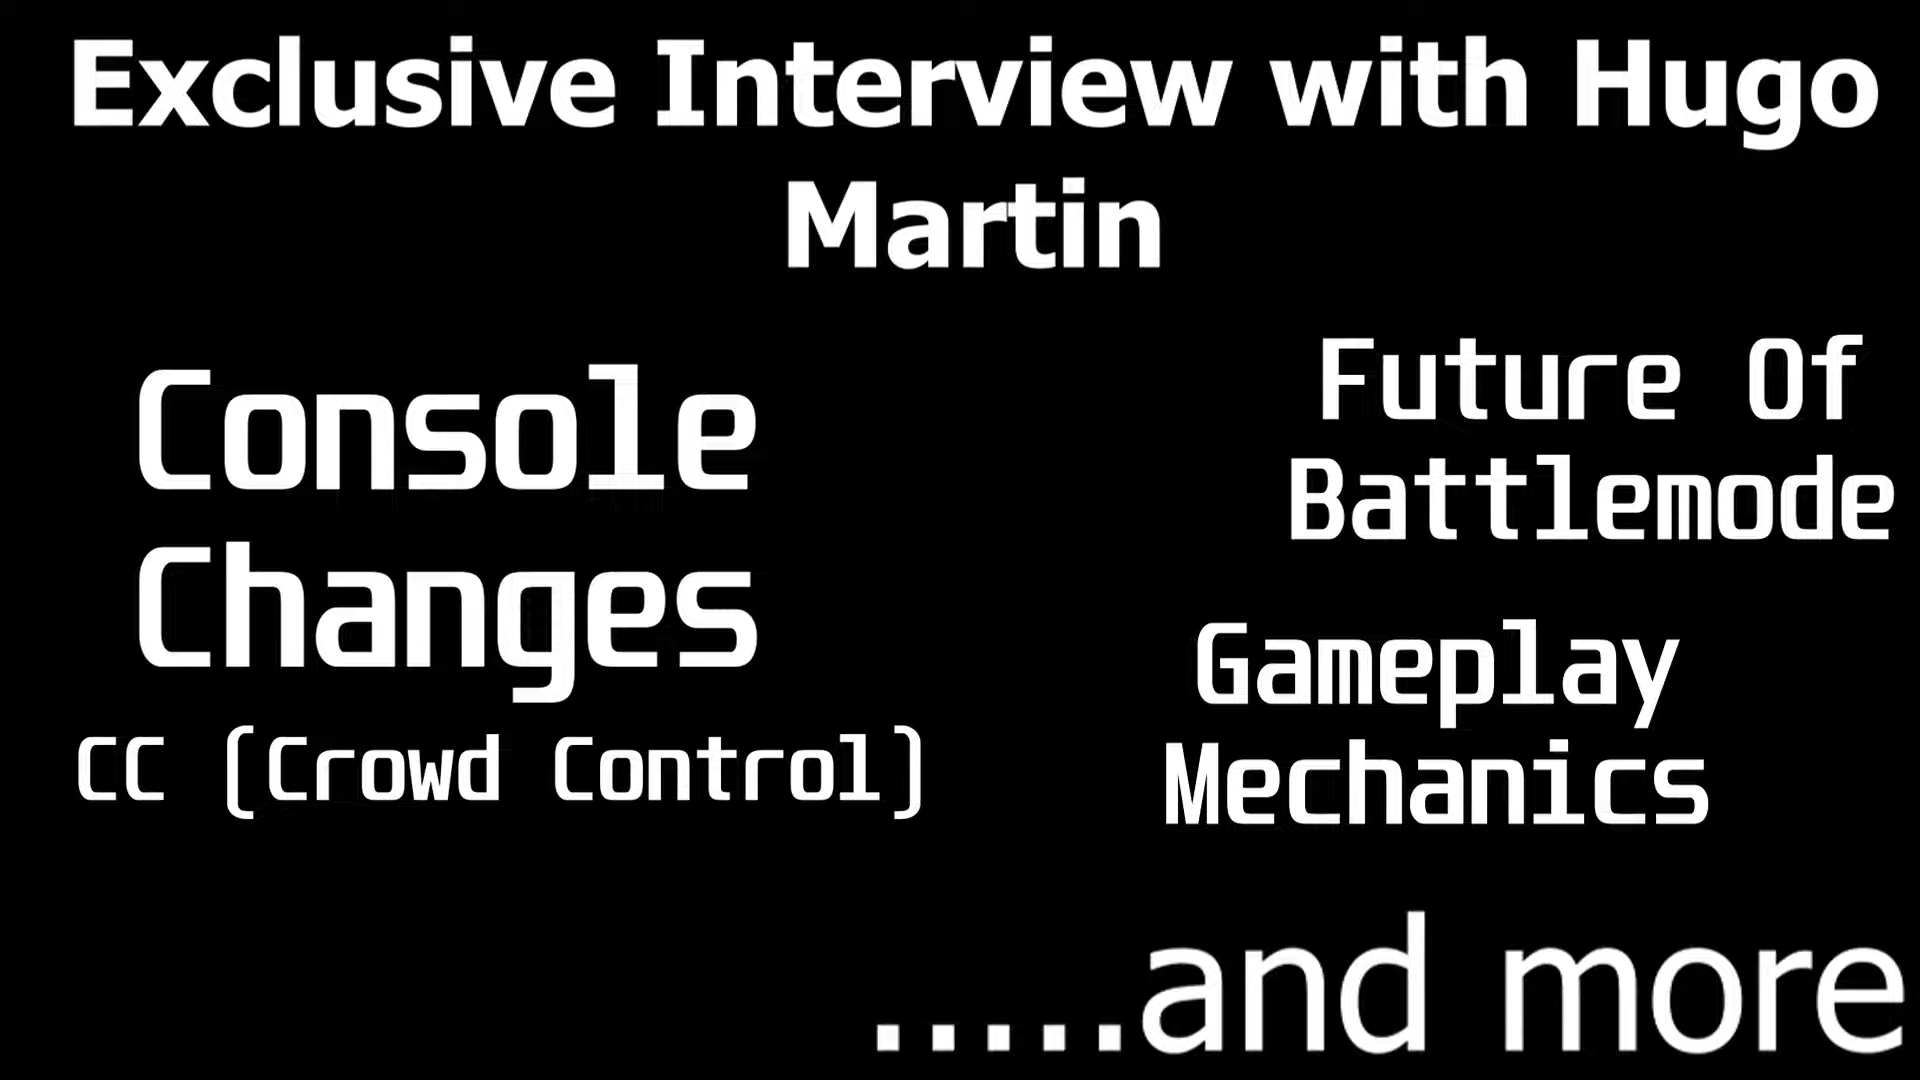 Exclusive Interview with Hugo
Martin
Console
Changes
CC (Crowd Control)
Future Of
Battlemode
Gameplay
Mechanics
.....and more